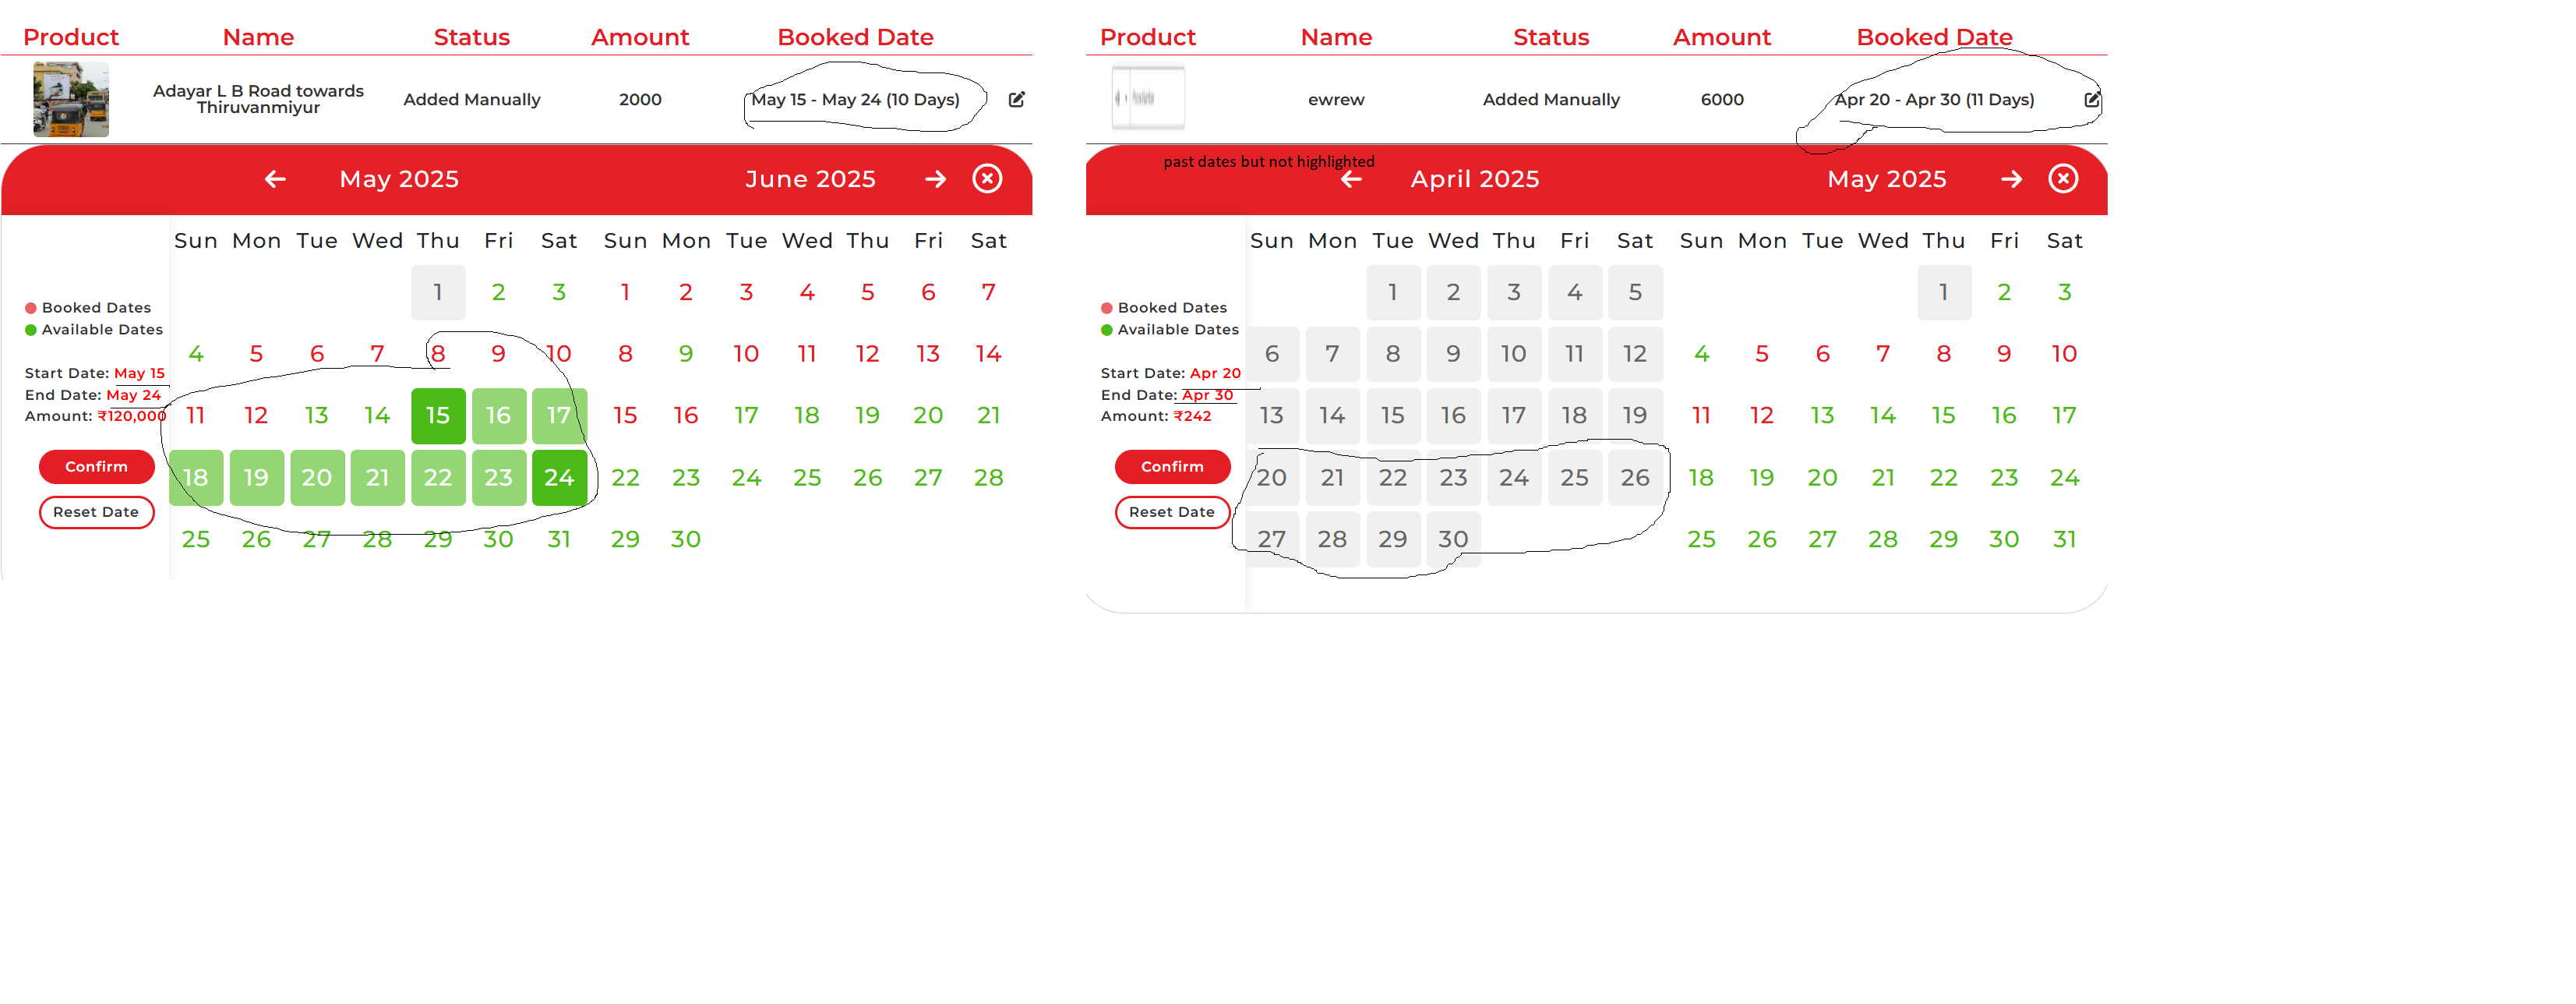 Product Name Status Amount Booked Date
Adayar L B Road towards
Thiruvanmiyur
Added Manually 2000 May 15 - May 24 (10 Days)
May 2025 June 2025
Sun Mon Tue Wed Thu Fri Sat Sun Mon Tue Wed Thu Fri Sat
1 2 3 1 2 3 4 5 6 7
Booked Dates
Available Dates
4 5 6 7 8 9 10 8 9 10 11 12 13 14
Start Date: May 15
End Date: May 24
Amount: ₹120,000
11 12 13 14 15 16 17 15 16 17 18 19 20 21
Confirm
18 19 20 21 22 23 24 22 23 24 25 26 27 28
Reset Date
25 26 27 28 29 30 31 29 30
Product Name Status Amount Booked Date
ewrew Added Manually 6000 Apr 20 - Apr 30 (11 Days)
past dates but not highlighted
April 2025 May 2025
Sun Mon Tue Wed Thu Fri Sat Sun Mon Tue Wed Thu Fri Sat
1 2 3 4 5 1 2 3
Booked Dates
Available Dates
6 7 8 9 10 11 12 4 5 6 7 8 9 10
Start Date: Apr 20
End Date: Apr 30
Amount: ₹242
13 14 15 16 17 18 19 11 12 13 14 15 16 17
Confirm
20 21 22 23 24 25 26 18 19 20 21 22 23 24
Reset Date
27 28 29 30 25 26 27 28 29 30 31